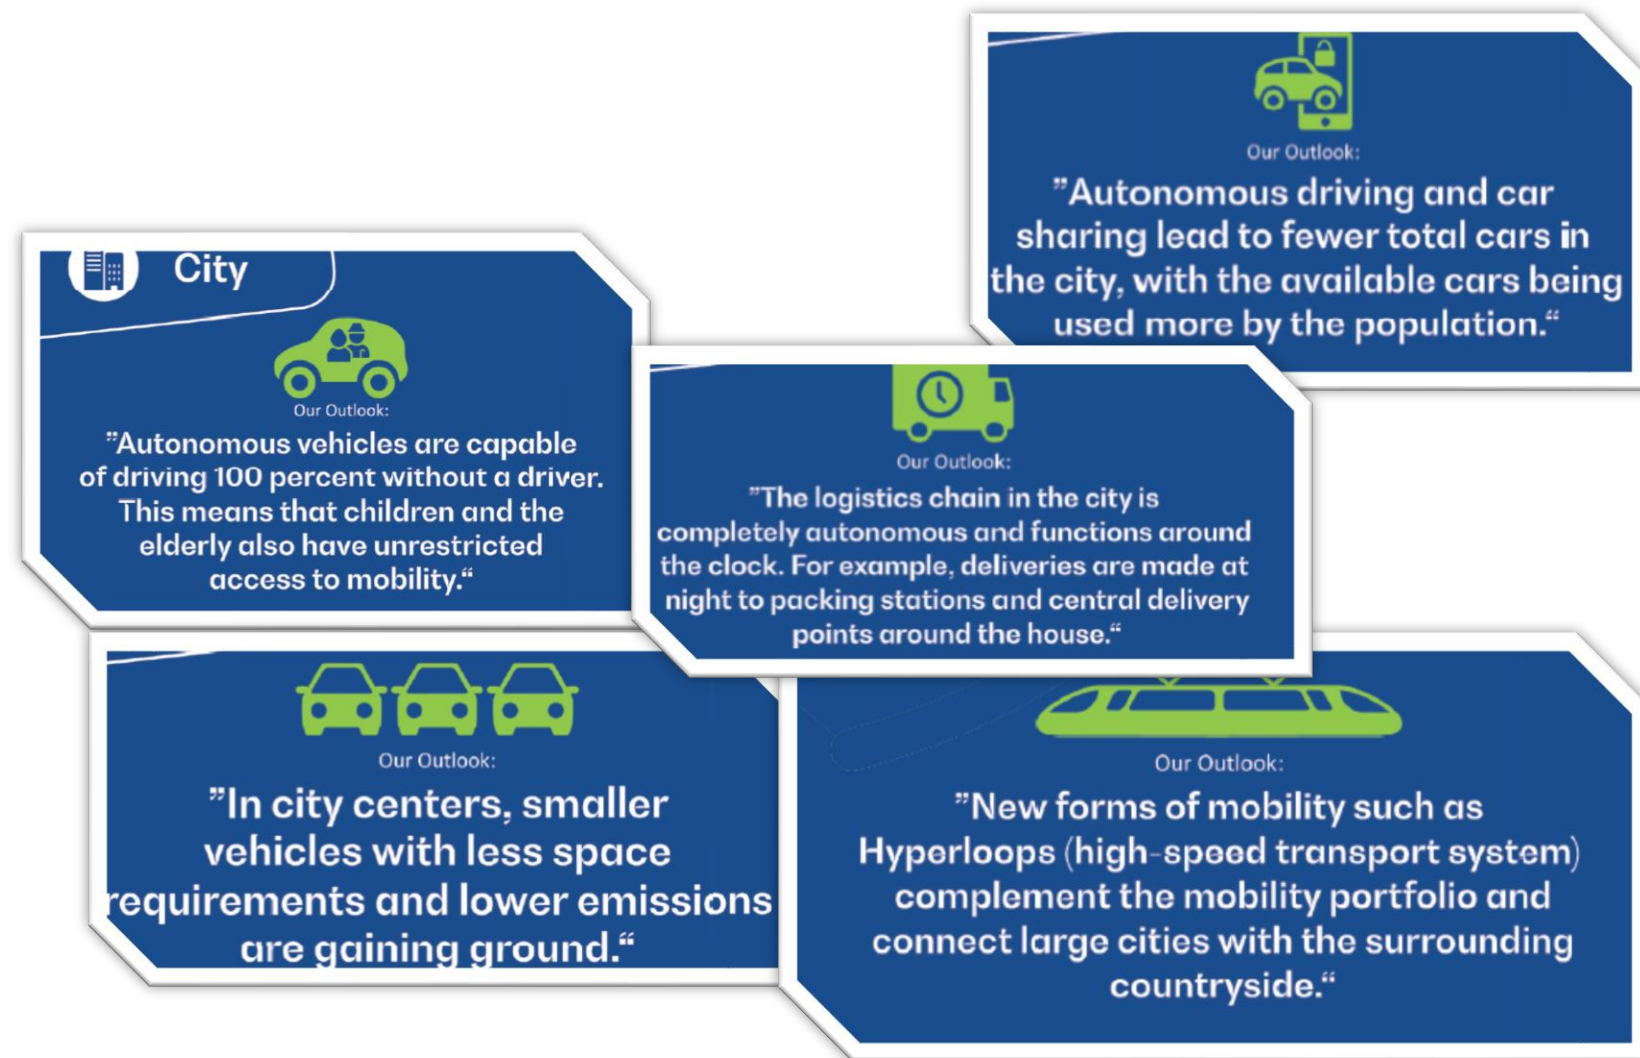 Our Outlook:
"Autonomous driving and car
sharing lead to fewer total cars in
the city, with the available cars being
used more by the population.“
City
Our Outlook:
"Autonomous vehicles are capable
of driving 100 percent without a driver.
This means that children and the
elderly also have unrestricted
access to mobility.“
Our Outlook:
"The logistics chain in the city is
completely autonomous and functions around
the clock. For example, deliveries are made at
night to packing stations and central delivery
points around the house.“
Our Outlook:
"In city centers, smaller
vehicles with less space
requirements and lower emissions
are gaining ground.“
Our Outlook:
"New forms of mobility such as
Hyperloops (high-speed transport system)
complement the mobility portfolio and
connect large cities with the surrounding
countryside.“